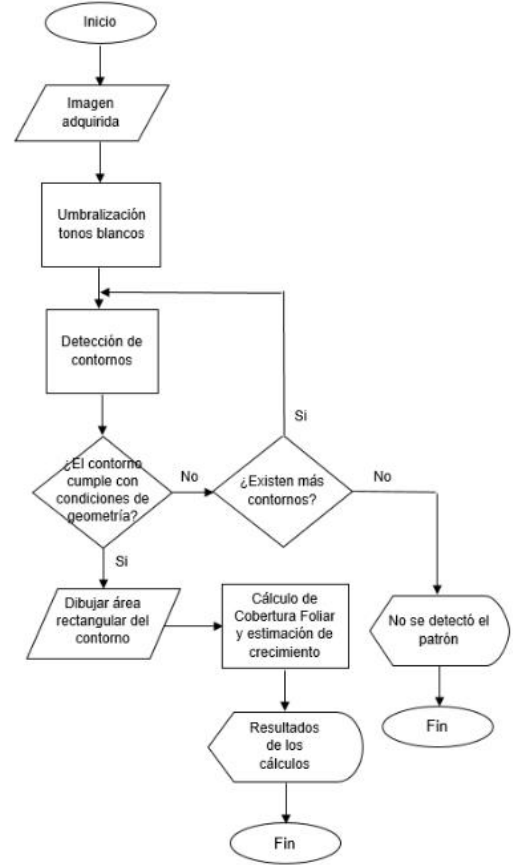 Inicio
Imagen
adquirida
Umbralización
tonos blancos
Detección de
contornos
Si
¿El contorno
cumple con
condiciones de
geometría?
No
¿Existen más
contornos?
No
Si
Dibujar área
rectangular del
contorno
Cálculo de
Cobertura Foliar
y estimación de
crecimiento
No se detectó el
patrón
Resultados
de los
cálculos
Fin
Fin